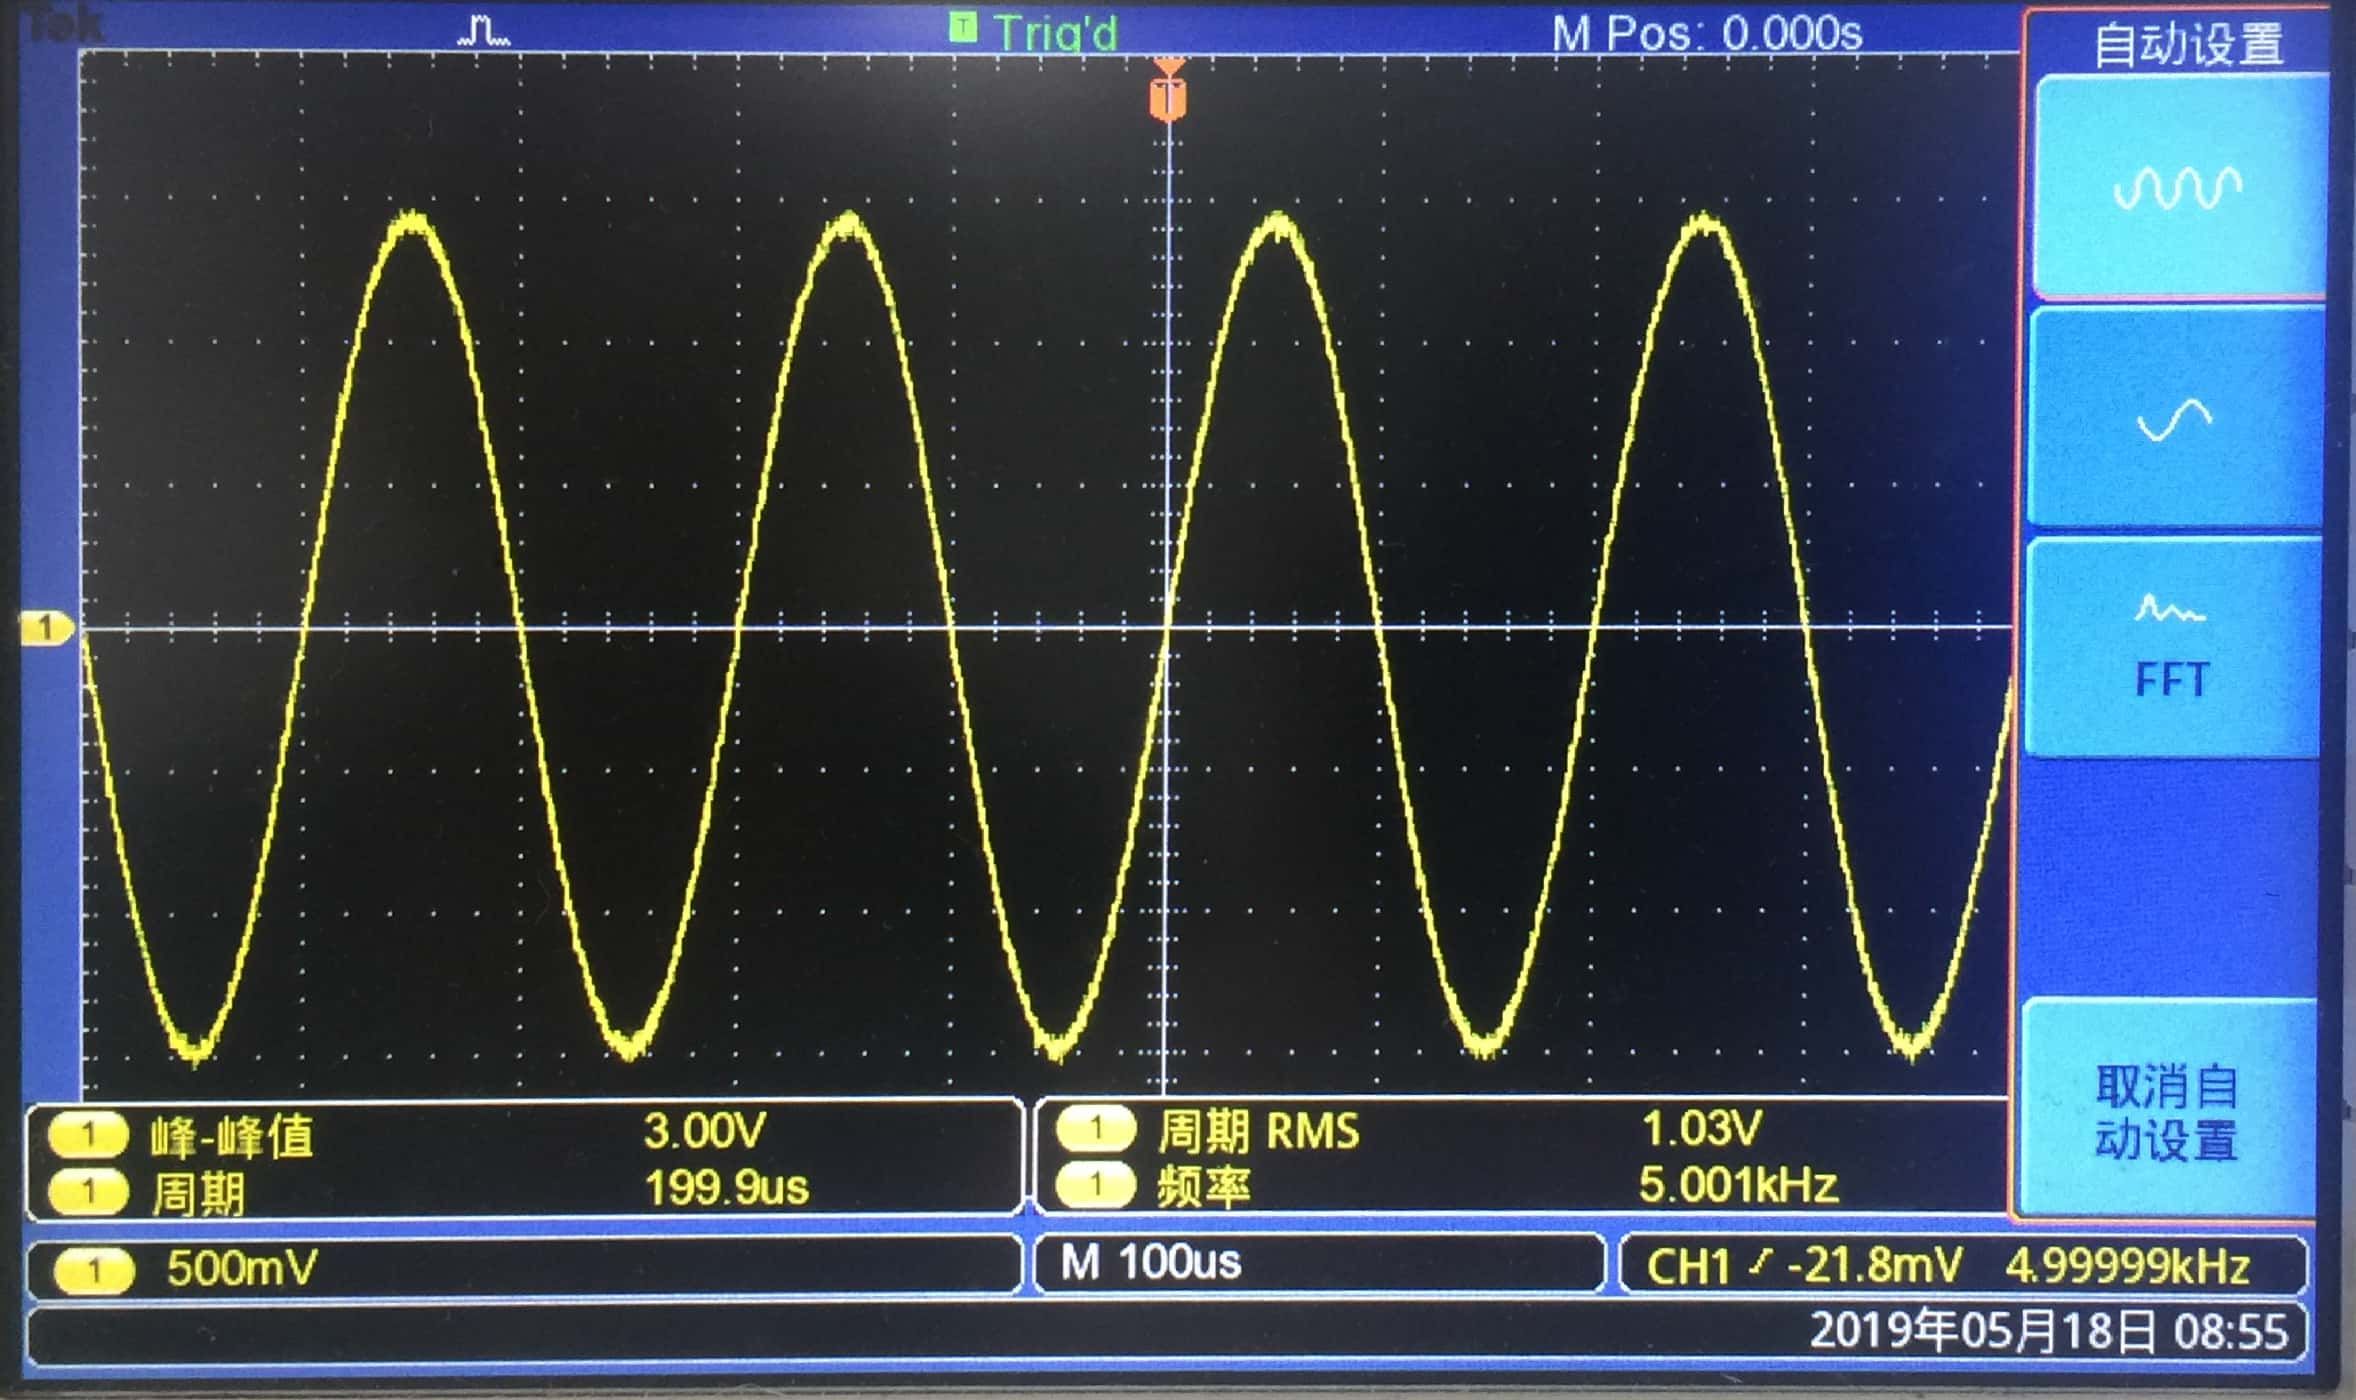 Tek
T Trig'd
M Pos: 0.000s
自动设置
T
1
FFT
取消自
动设置
1 峰-峰值 3.00V
1 周期 199.9us
1 周期 RMS 1.03V
1 频率 5.001kHz
1 500mV
M 100us
CH1 -21.8mV 4.99999kHz
2019年05月18日 08:55